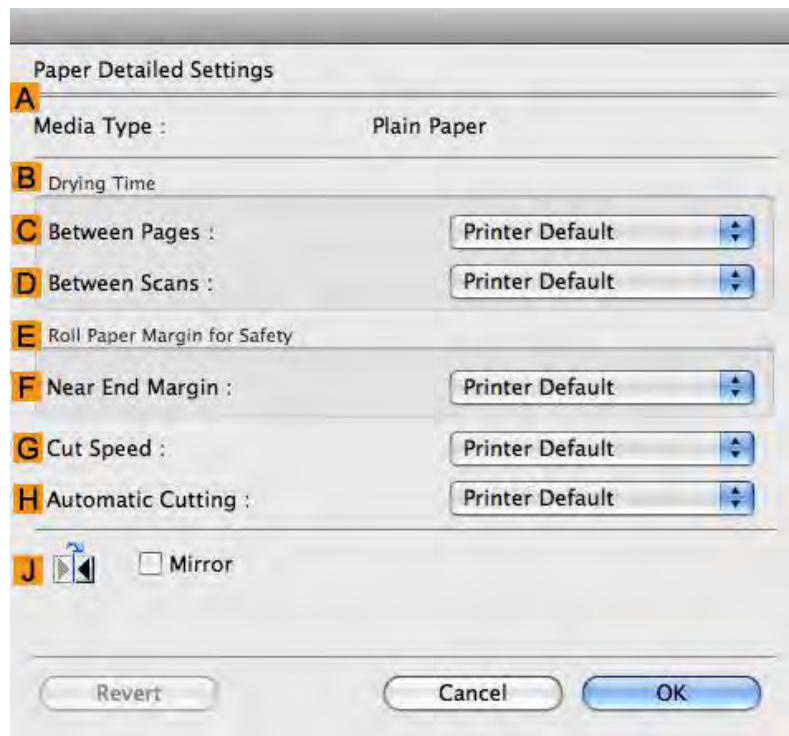 Paper Detailed Settings
A
Media Type : Plain Paper
B Drying Time
C Between Pages : Printer Default
D Between Scans : Printer Default
E Roll Paper Margin for Safety
F Near End Margin : Printer Default
G Cut Speed : Printer Default
H Automatic Cutting : Printer Default
J Mirror
Revert Cancel OK